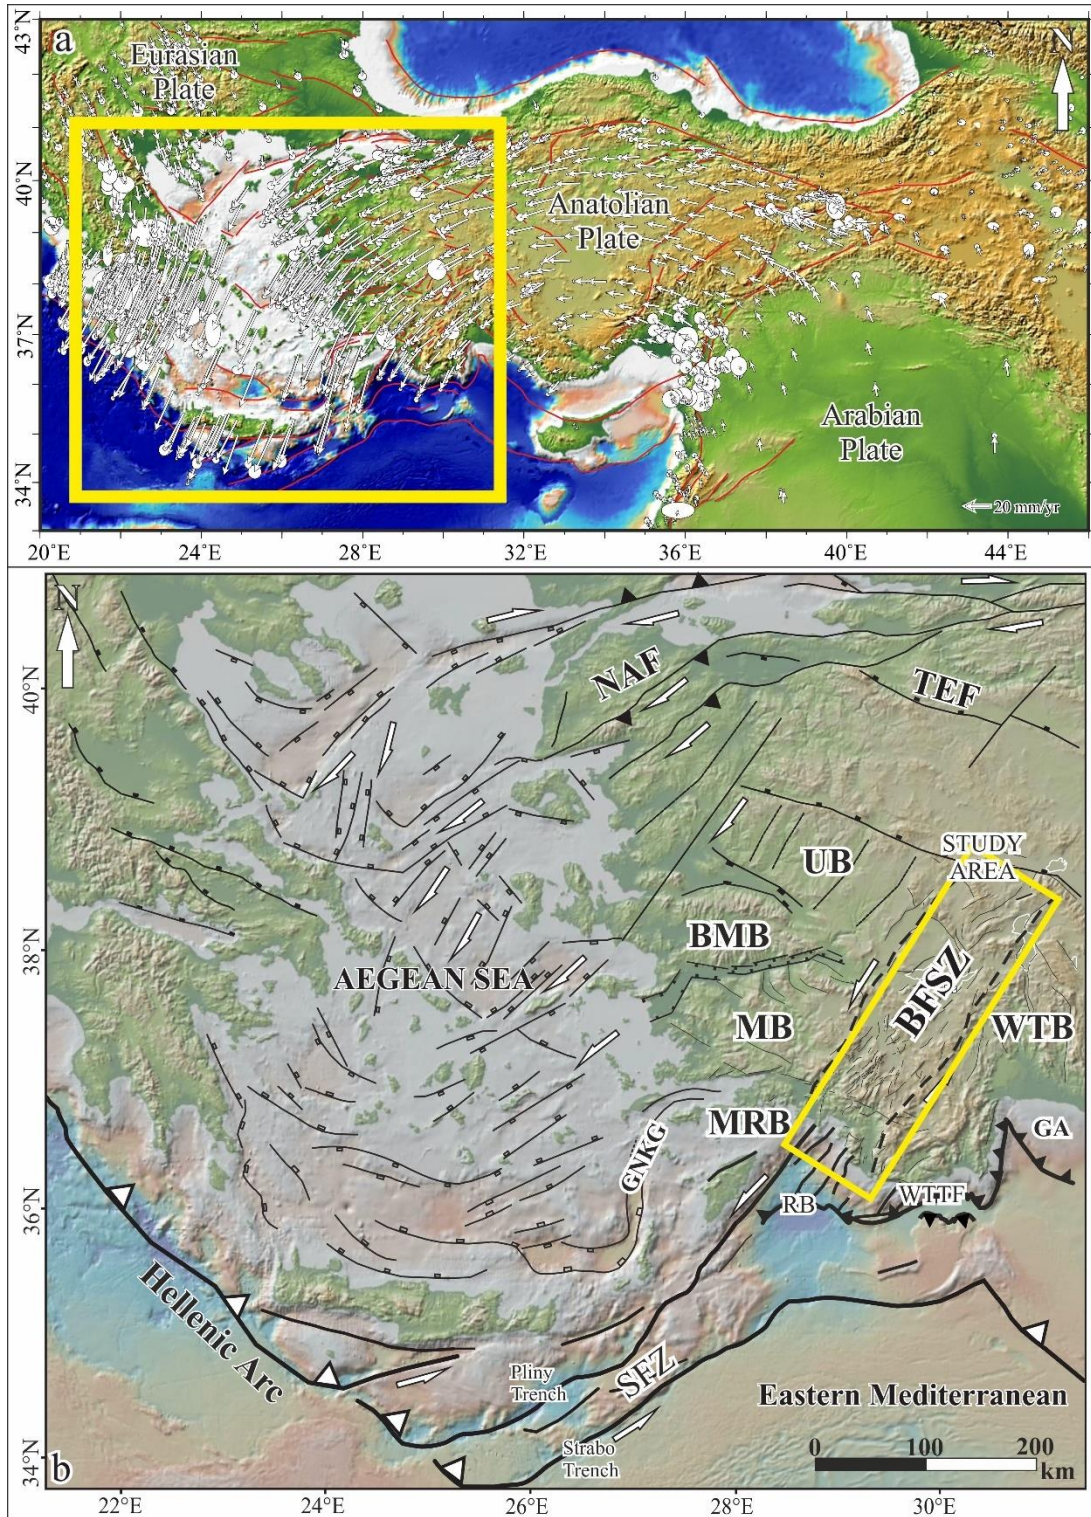 a
Eurasian
Plate
N
Anatolian
Plate
Arabian
Plate
20 mm/yr
43°N
40°N
37°N
34°N
20°E
24°E
28°E
32°E
36°E
40°E
44°E
N
NAF
TEF
STUDY
AREA
UB
BMB
AEGEAN SEA
BFSZ
MB
WTB
MRB
GNKG
GA
RB
WTTF
Hellenic Arc
Pliny
Trench
SFZ
Eastern Mediterranean
Strabo
Trench
0
100
200
km
b
40°N
38°N
36°N
34°N
22°E
24°E
26°E
28°E
30°E